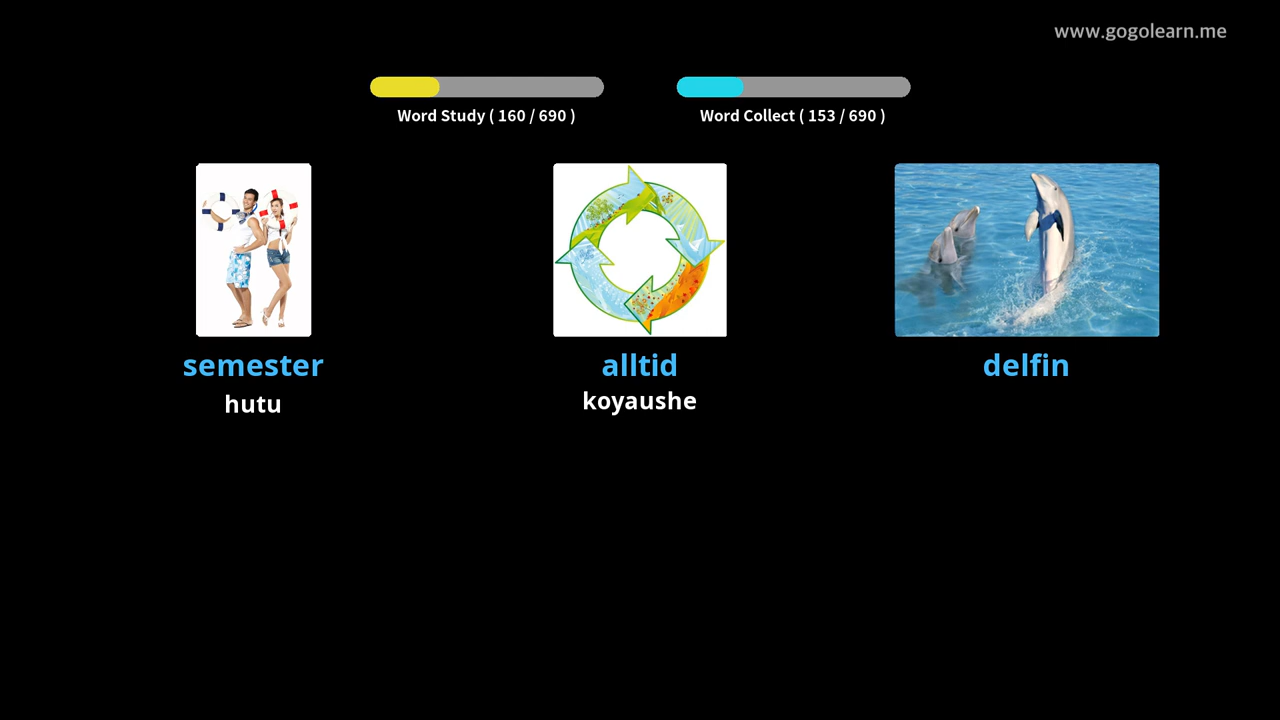 www.gogolearn.me
Word Study ( 160 / 690 )
Word Collect ( 153 / 690 )
semester
alltid
delfin
hutu
koyaushe